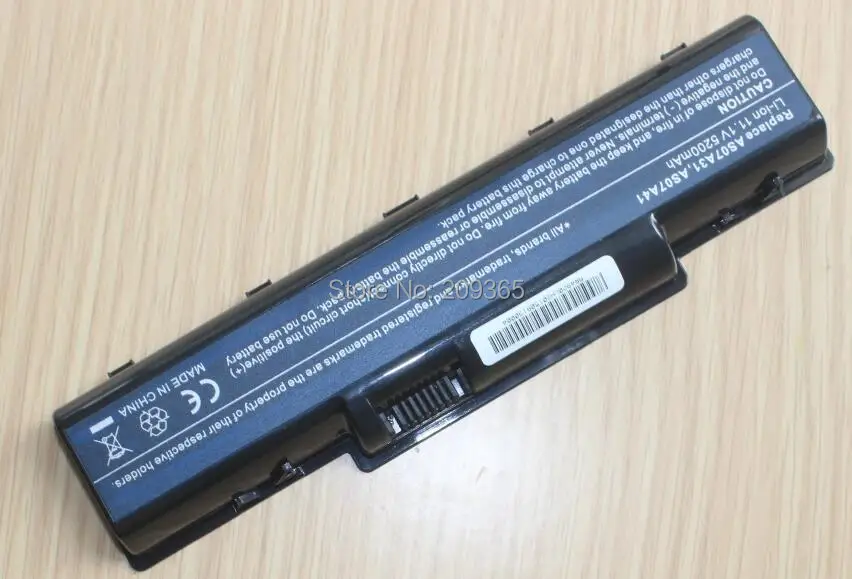 Replace AS07A31,AS07A41
Li-Ion 11.1V 5200mAh
CAUTION
Do not dispose of in fire, and keep the battery away from fire. Do not directly connect
and the negative (-) terminals. Never attempt to disassemble or reassemble the battery pack. Do not use battery
chargers other than the designated one to charge this battery pack.
short circuit) the positive(+)
*All brands, trademarks registered trademarks are the property of their respective holders.
MADE IN CHINA
CE
Store No: 209365